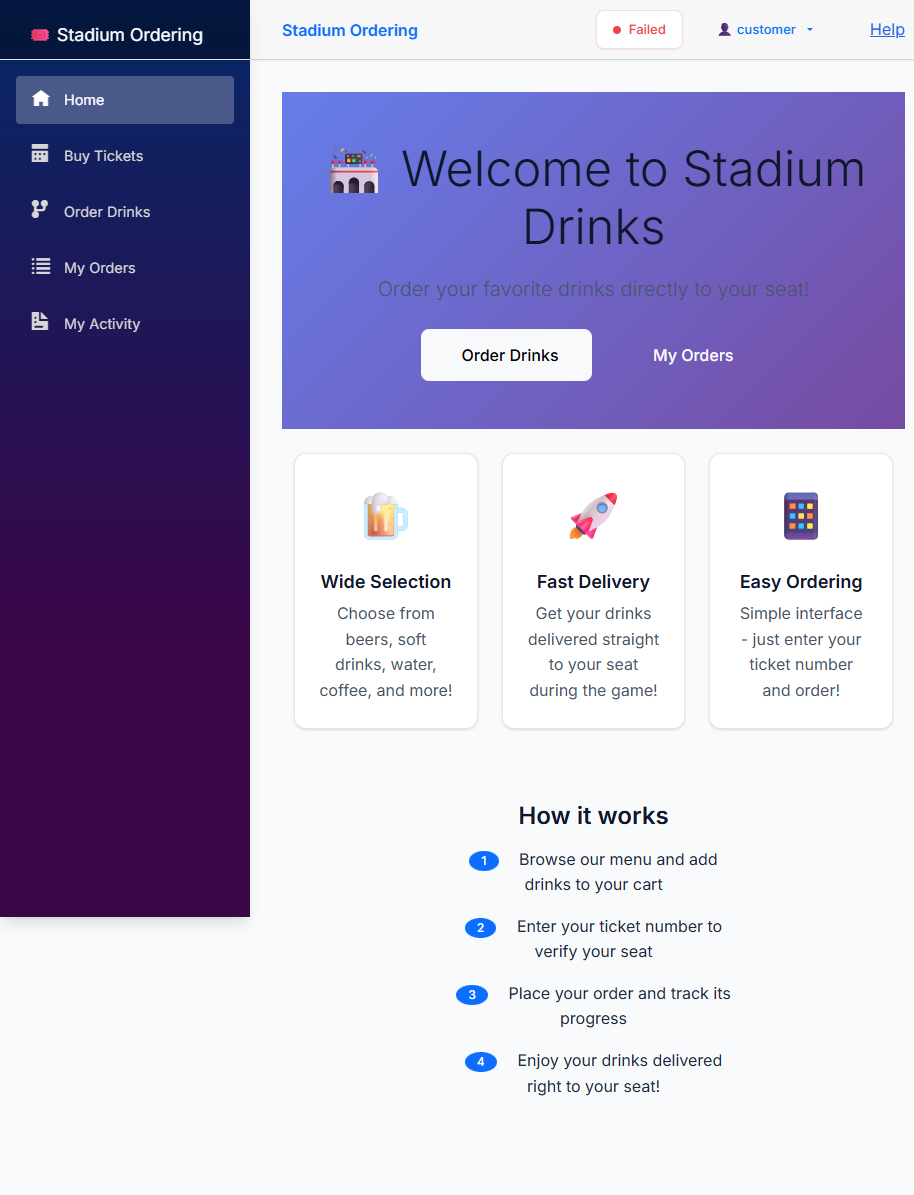 Stadium Ordering
Home
Buy Tickets
Order Drinks
My Orders
My Activity
Stadium Ordering
Failed
customer
Help
Welcome to Stadium
Drinks
Order your favorite drinks directly to your seat!
Order Drinks
My Orders
Wide Selection
Choose from
beers, soft
drinks, water,
coffee, and more!
Fast Delivery
Get your drinks
delivered straight
to your seat
during the game!
Easy Ordering
Simple interface
- just enter your
ticket number
and order!
How it works
1 Browse our menu and add
drinks to your cart
2 Enter your ticket number to
verify your seat
3 Place your order and track its
progress
4 Enjoy your drinks delivered
right to your seat!